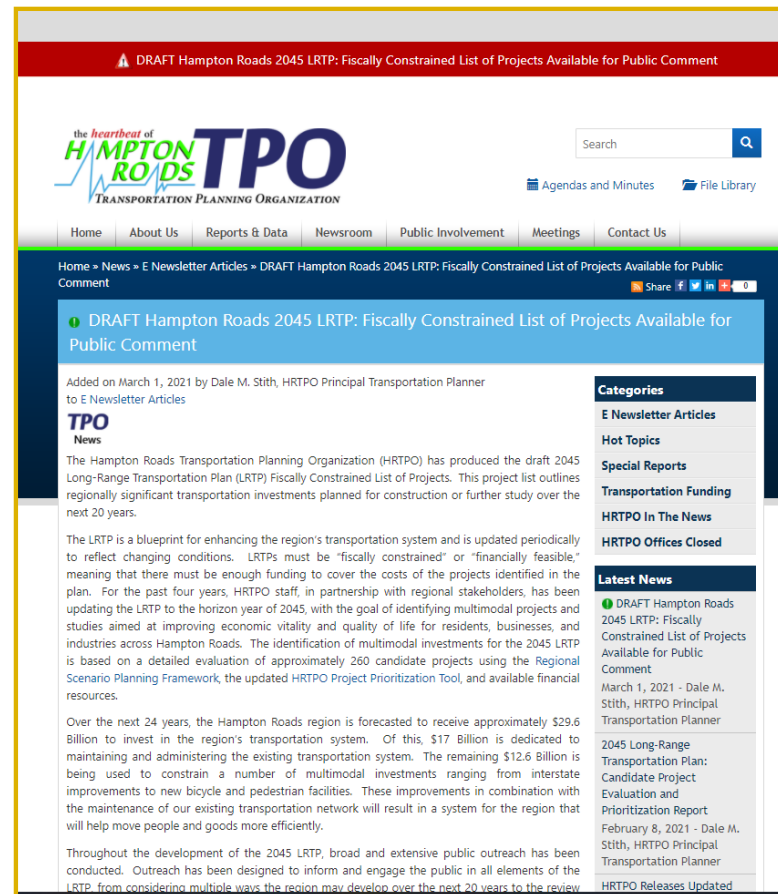 DRAFT Hampton Roads 2045 LRTP: Fiscally Constrained List of Projects Available for Public Comment
the heartbeat of
HAMPTON
ROADS
TPO
TRANSPORTATION PLANNING ORGANIZATION
Search
Agendas and Minutes File Library
Home About Us Reports & Data Newsroom Public Involvement Meetings Contact Us
Home » News » E Newsletter Articles » DRAFT Hampton Roads 2045 LRTP: Fiscally Constrained List of Projects Available for Public
Comment
Share 0
DRAFT Hampton Roads 2045 LRTP: Fiscally Constrained List of Projects Available for
Public Comment
Added on March 1, 2021 by Dale M. Stith, HRTPO Principal Transportation Planner
to E Newsletter Articles
TPO
News
The Hampton Roads Transportation Planning Organization (HRTPO) has produced the draft 2045
Long-Range Transportation Plan (LRTP) Fiscally Constrained List of Projects. This project list outlines
regionally significant transportation investments planned for construction or further study over the
next 20 years.
The LRTP is a blueprint for enhancing the region's transportation system and is updated periodically
to reflect changing conditions. LRTPs must be "fiscally constrained" or "financially feasible,"
meaning that there must be enough funding to cover the costs of the projects identified in the
plan. For the past four years, HRTPO staff, in partnership with regional stakeholders, has been
updating the LRTP to the horizon year of 2045, with the goal of identifying multimodal projects and
studies aimed at improving economic vitality and quality of life for residents, businesses, and
industries across Hampton Roads. The identification of multimodal investments for the 2045 LRTP
is based on a detailed evaluation of approximately 260 candidate projects using the Regional
Scenario Planning Framework, the updated HRTPO Project Prioritization Tool, and available financial
resources.
Over the next 24 years, the Hampton Roads region is forecasted to receive approximately $29.6
Billion to invest in the region's transportation system. Of this, $17 Billion is dedicated to
maintaining and administering the existing transportation system. The remaining $12.6 Billion is
being used to constrain a number of multimodal investments ranging from interstate
improvements to new bicycle and pedestrian facilities. These improvements in combination with
the maintenance of our existing transportation network will result in a system for the region that
will help move people and goods more efficiently.
Throughout the development of the 2045 LRTP, broad and extensive public outreach has been
conducted. Outreach has been designed to inform and engage the public in all elements of the
LRTP, from considering multiple ways the region may develop over the next 20 years to the review
Categories
E Newsletter Articles
Hot Topics
Special Reports
Transportation Funding
HRTPO In The News
HRTPO Offices Closed
Latest News
DRAFT Hampton Roads
2045 LRTP: Fiscally
Constrained List of Projects
Available for Public
Comment
March 1, 2021 - Dale M.
Stith, HRTPO Principal
Transportation Planner
2045 Long-Range
Transportation Plan:
Candidate Project
Evaluation and
Prioritization Report
February 8, 2021 - Dale M.
Stith, HRTPO Principal
Transportation Planner
HRTPO Releases Updated